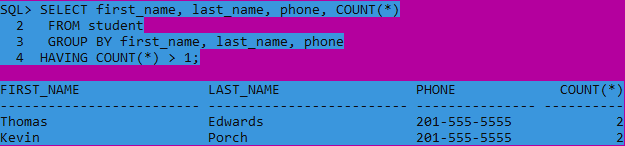 SQL> SELECT first_name, last_name, phone, COUNT(*)
  2   FROM student
  3   GROUP BY first_name, last_name, phone
  4  HAVING COUNT(*) > 1;
FIRST_NAME                LAST_NAME                 PHONE             COUNT(*)
------------------------- ------------------------- --------------- ----------
Thomas                    Edwards                   201-555-5555             2
Kevin                     Porch                     201-555-5555             2